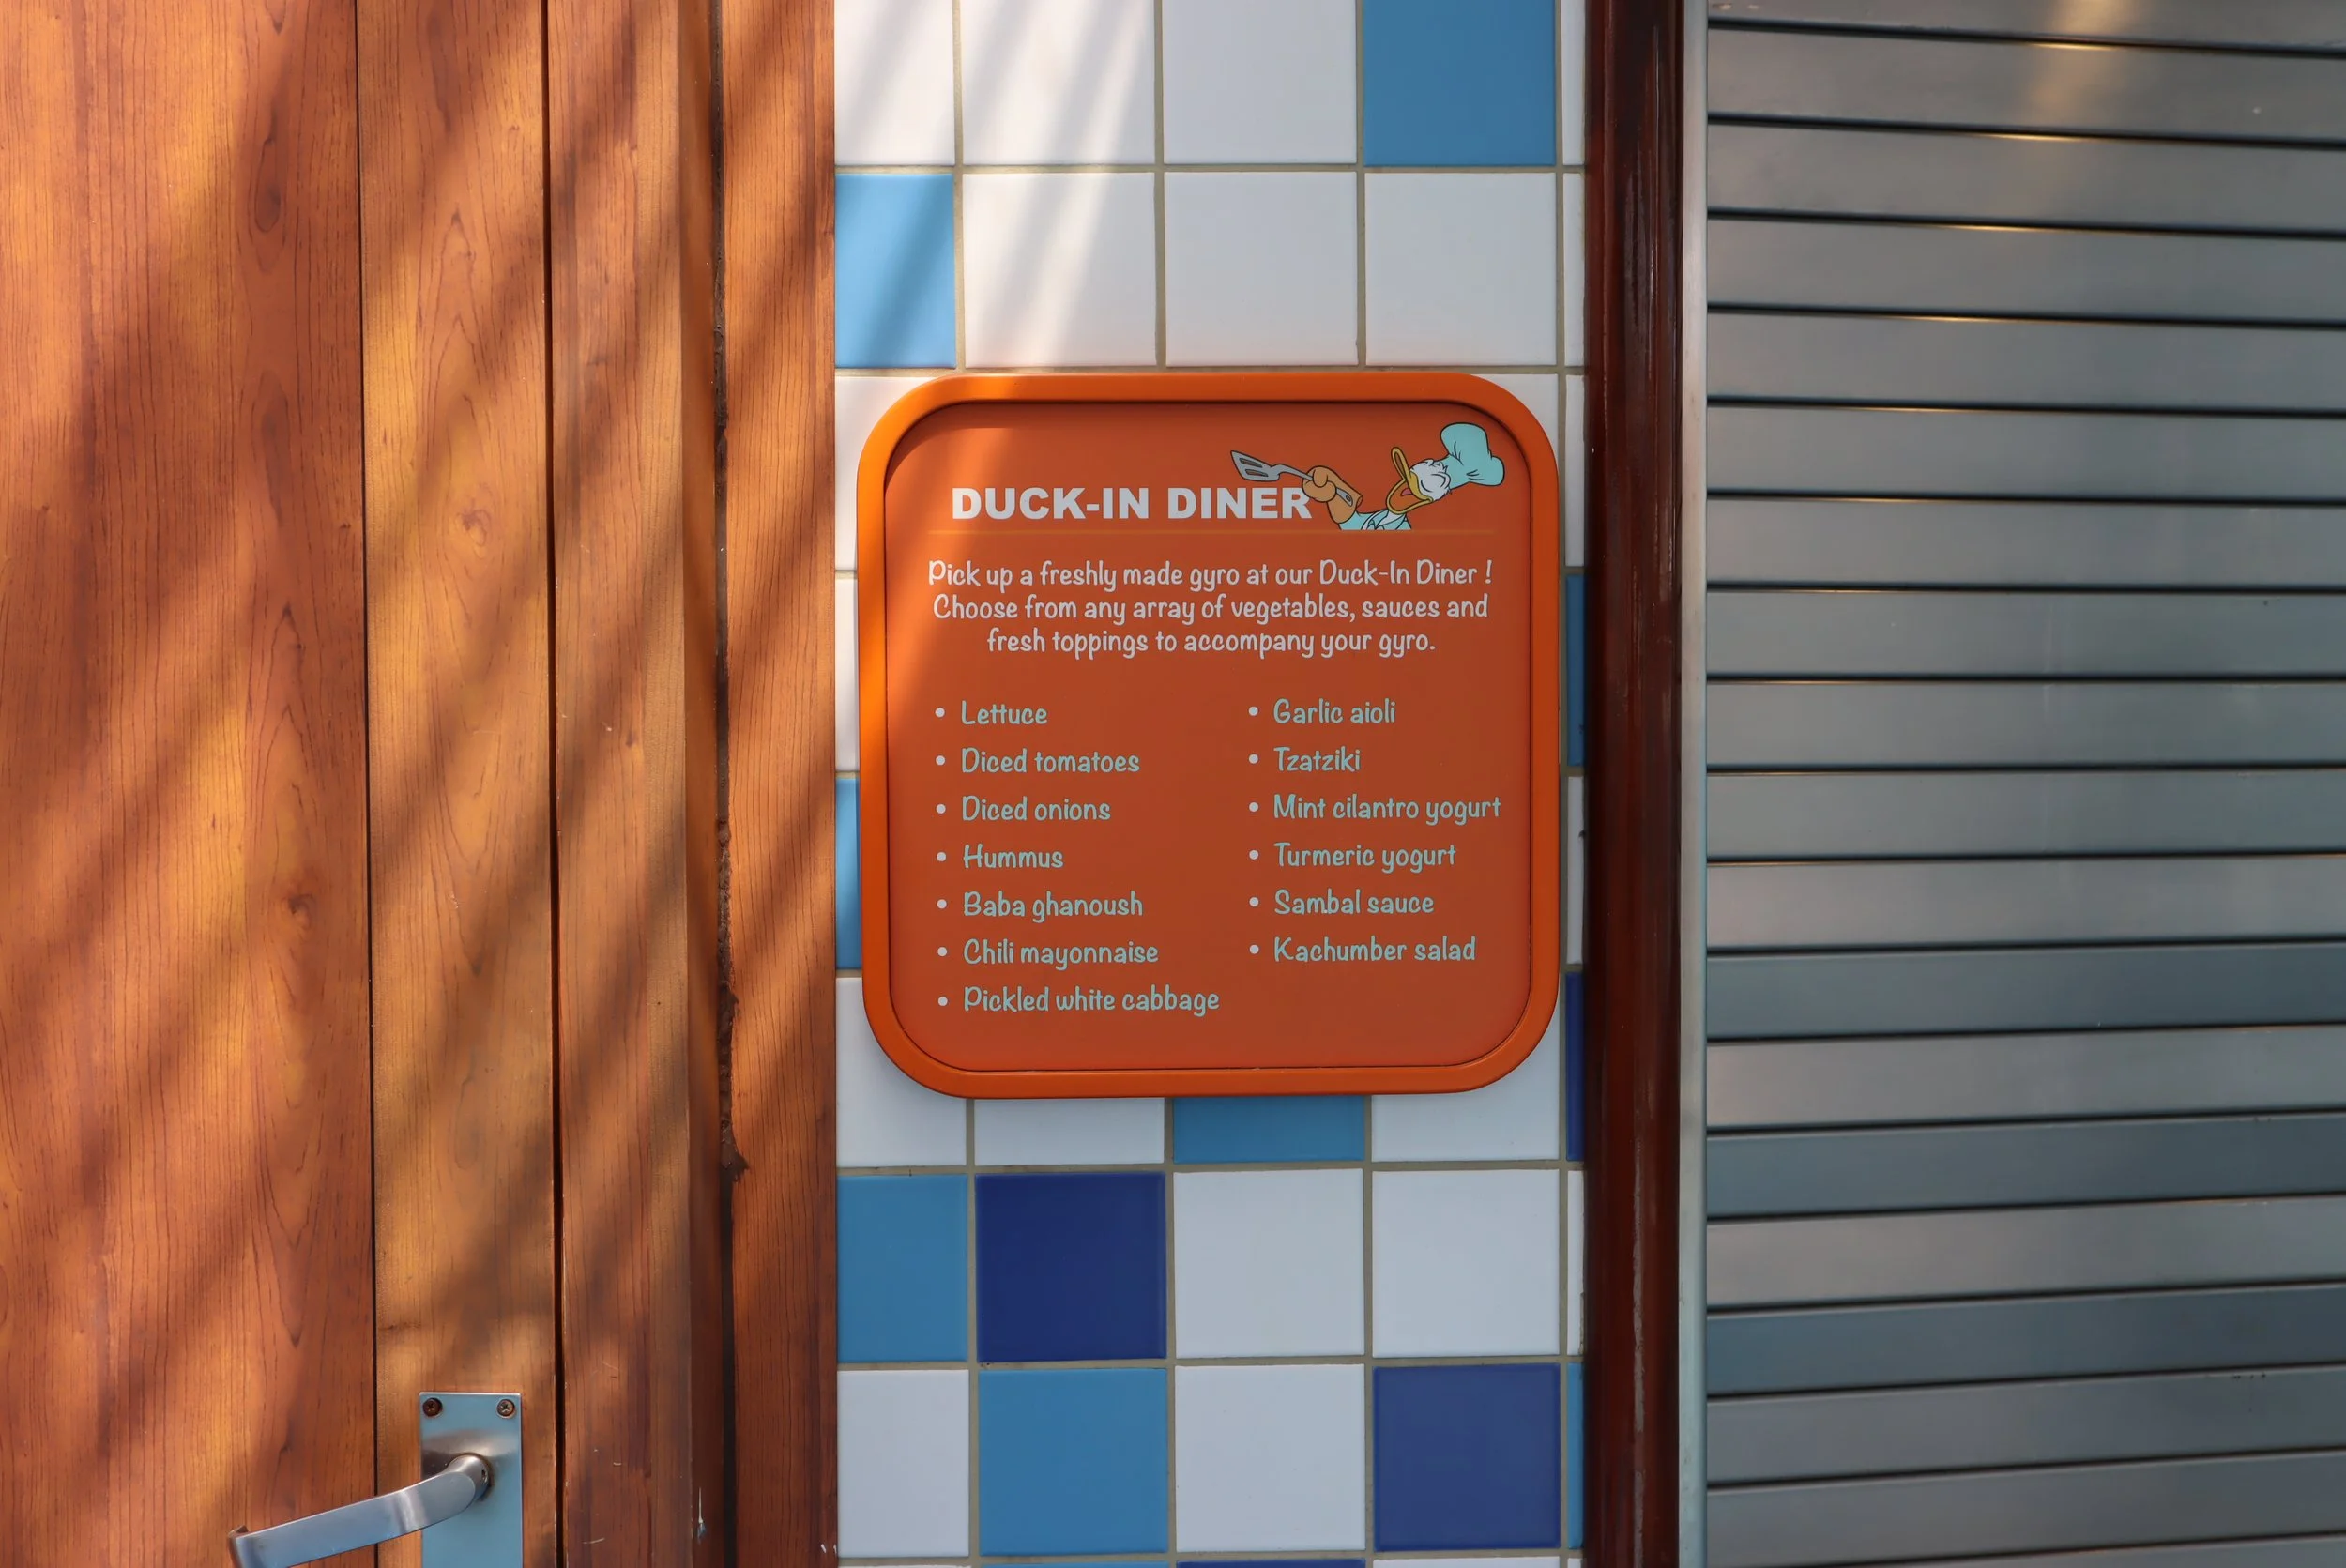 DUCK-IN DINER
Pick up a freshly made gyro at our Duck-In Diner !
Choose from any array of vegetables, sauces and
fresh toppings to accompany your gyro.
• Lettuce
• Diced tomatoes
• Diced onions
• Hummus
• Baba ghanoush
• Chili mayonnaise
• Pickled white cabbage
• Garlic aioli
• Tzatziki
• Mint cilantro yogurt
• Turmeric yogurt
• Sambal sauce
• Kachumber salad